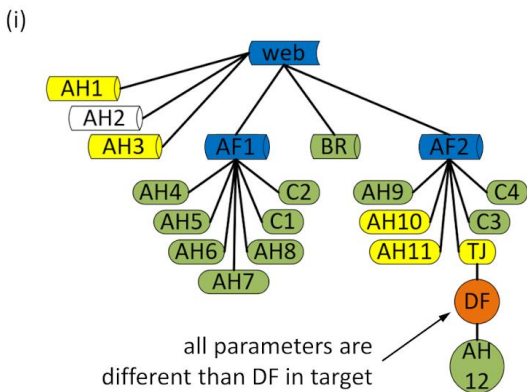 (i)
web
AH1
AH2
AH3
AF1
BR
AF2
AH4
C2
AH9
C4
AH5
C1
AH10
C3
AH6
AH8
AH11
TJ
AH7
DF
all parameters are
different than DF in target
AH
12